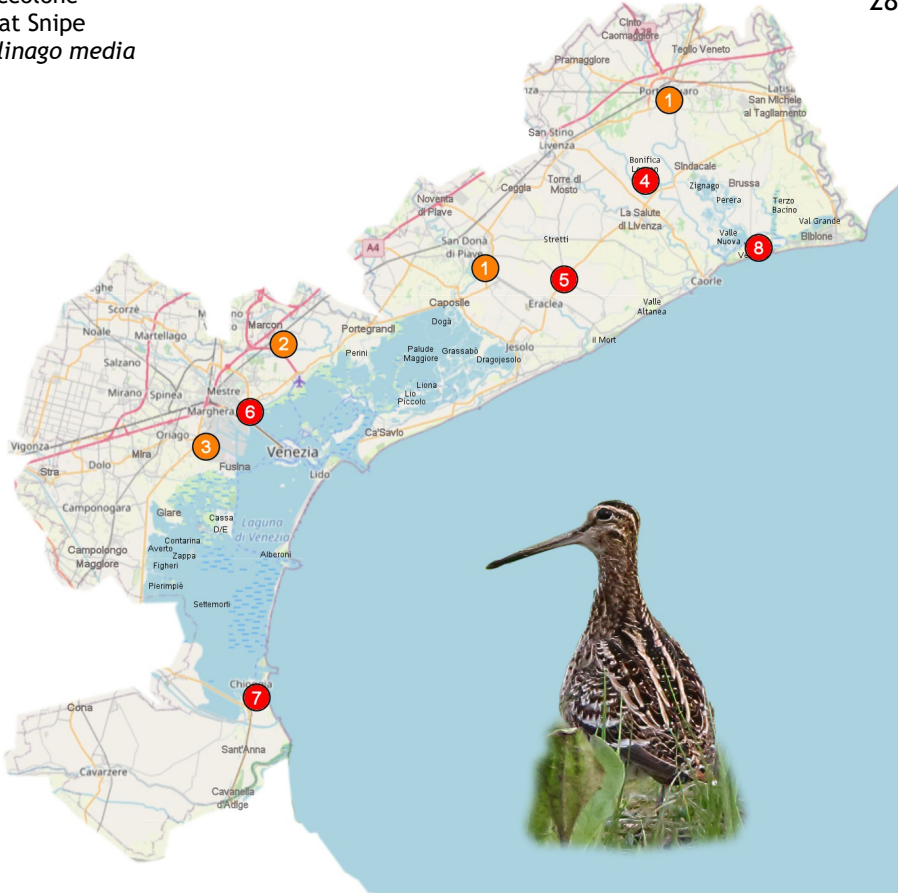 at Snipe
linago media
28
Cinto
Caomaggiore
A28
Teglio Veneto
Pramaggiore
1
San Michele
al Tagliamento
San Stino
Livenza
Bonifica
4
Sindacale
Zignago
Brussa
Perera
Terzo
Bacino
Val Grande
Bibione
Torre di
Mosto
Ceggia
La Salute
di Livenza
Noventa
di Piave
A4
San Donà
di Piave
1
Stretti
Valle
Nuova
8
5
Caorle
Eraclea
Valle
Altanea
Caposile
il Mort
Scorzè
Noale
Martellago
Marcon
2
Portegrandi
Doga
Jesolo
Perini
Palude
Maggiore
Grassabò
Dragojesolo
Salzano
Mirano
Spinea
Mestre
Marghera
6
Liona
Lio
Piccolo
Ca'Savio
Vigonza
Oriago
3
Venezia
Stra
Dolo
Mira
Fusina
Lido
Camponogara
Giare
Cassa
D/E
Laguna
di Venezia
Contarina
Averto
Zappa
Figheri
Alberoni
Campolongo
Maggiore
Pierimpiè
Settemorti
7
Cona
Sant'Anna
Cavarzere
Cavanella
d'Adige